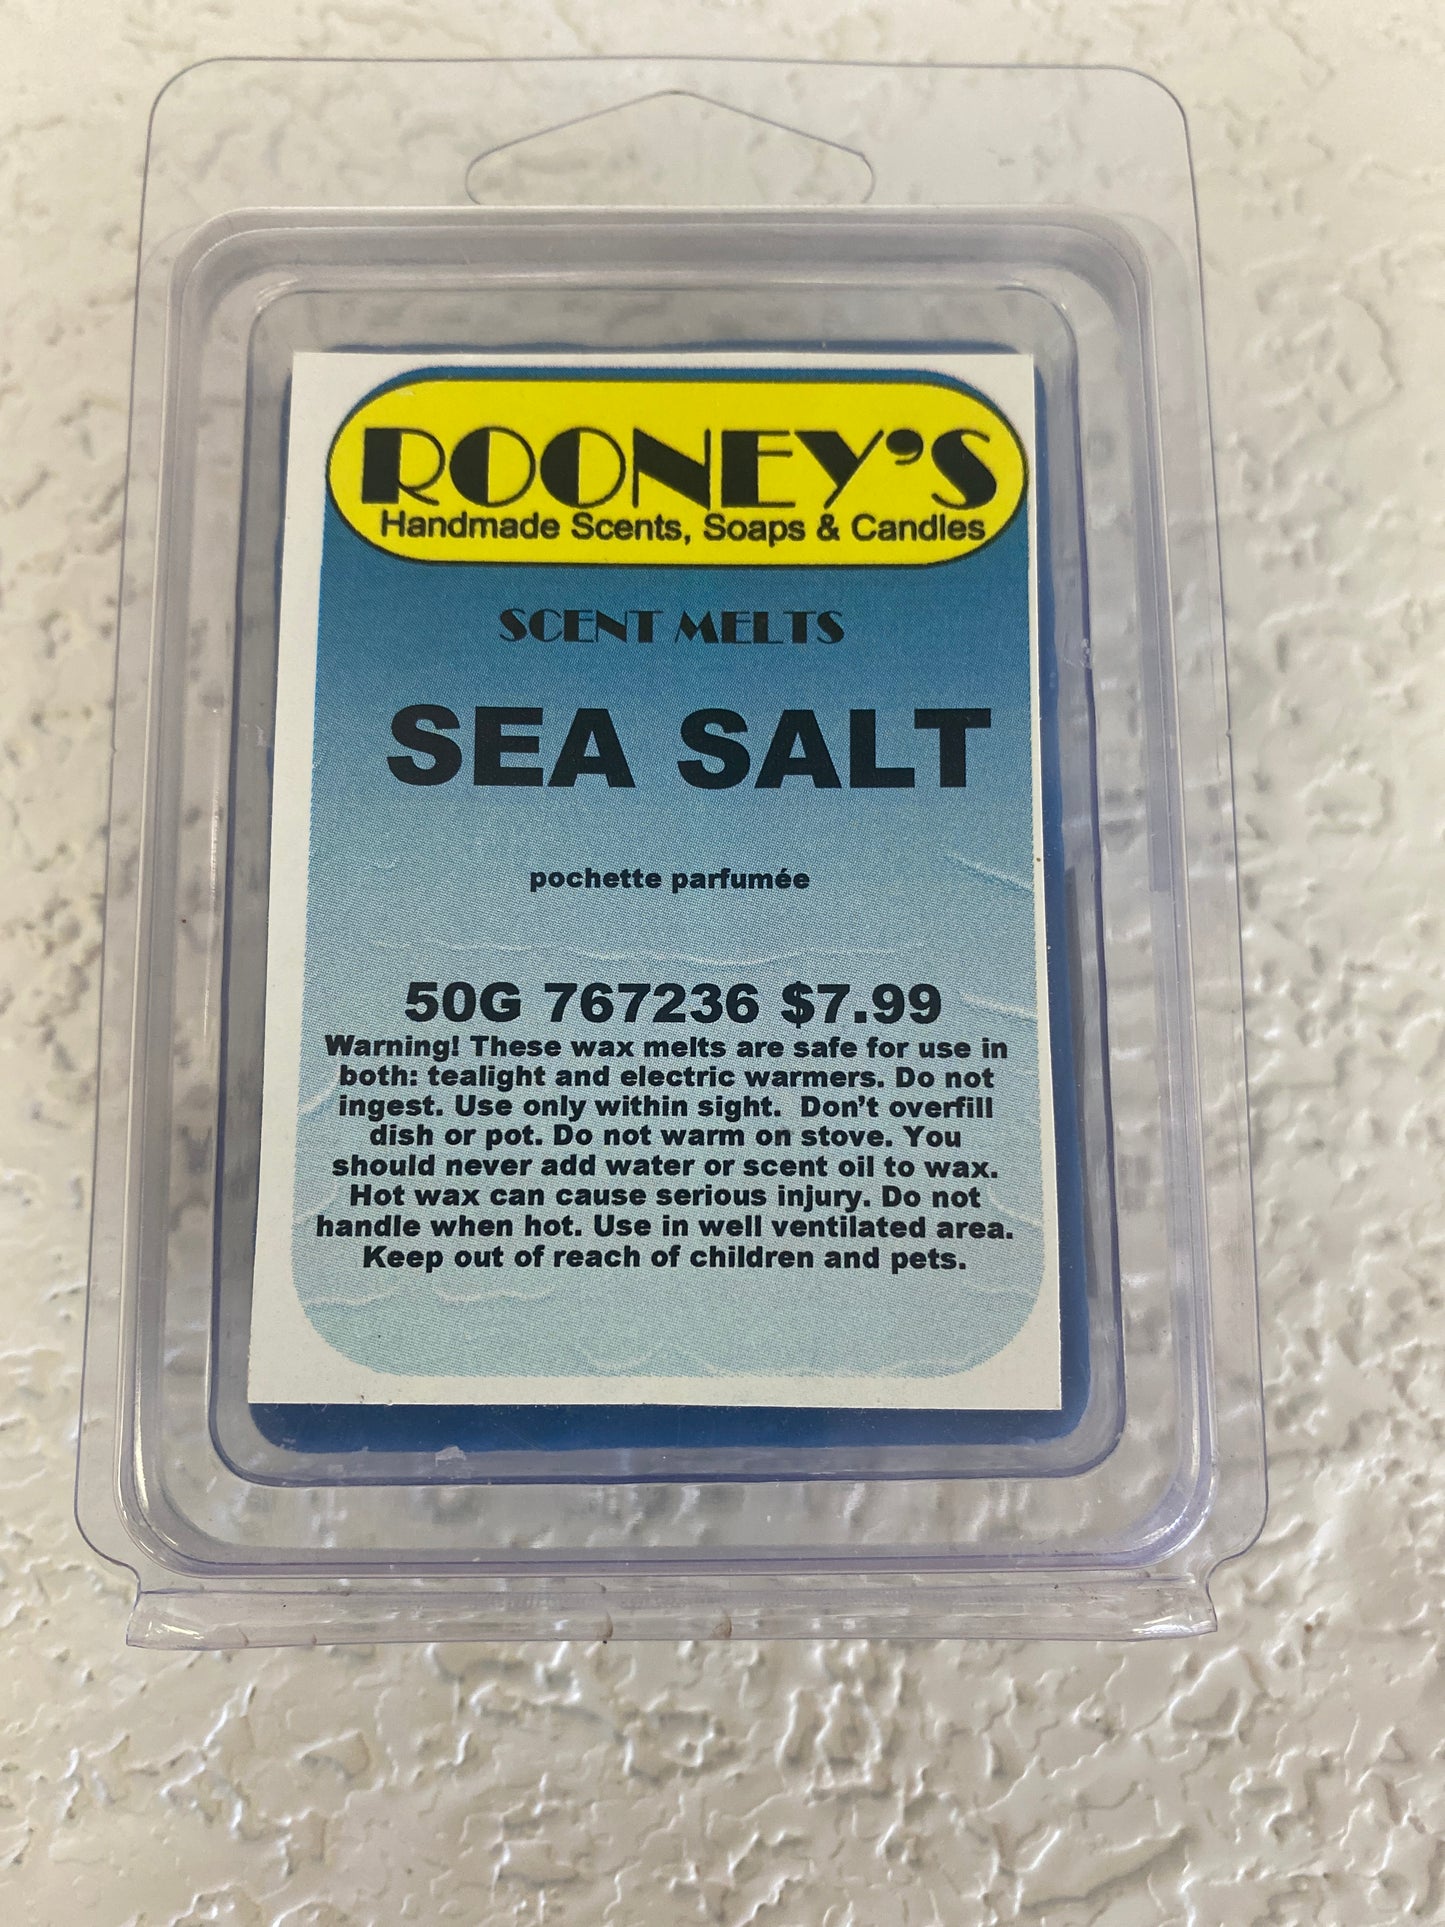 ROONEY'S
Handmade Scents, Soaps & Candles
SCENT MELTS
SEA SALT
pochette parfumée
50G 767236 $7.99
Warning! These wax melts are safe for use in
both: tealight and electric warmers. Do not
ingest. Use only within sight.  Don't overfill
dish or pot. Do not warm on stove. You
should never add water or scent oil to wax.
Hot wax can cause serious injury. Do not
handle when hot. Use in well ventilated area.
Keep out of reach of children and pets.